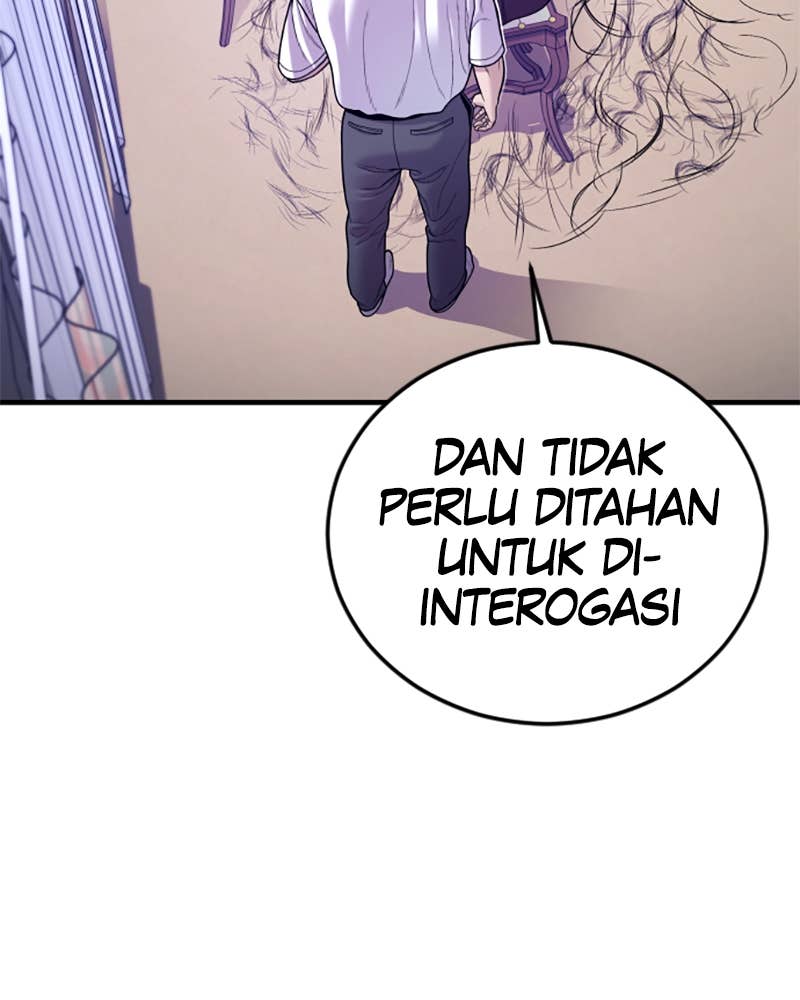 DAN TIDAK
PERLU DITAHAN
UNTUK DI-
INTEROGASI